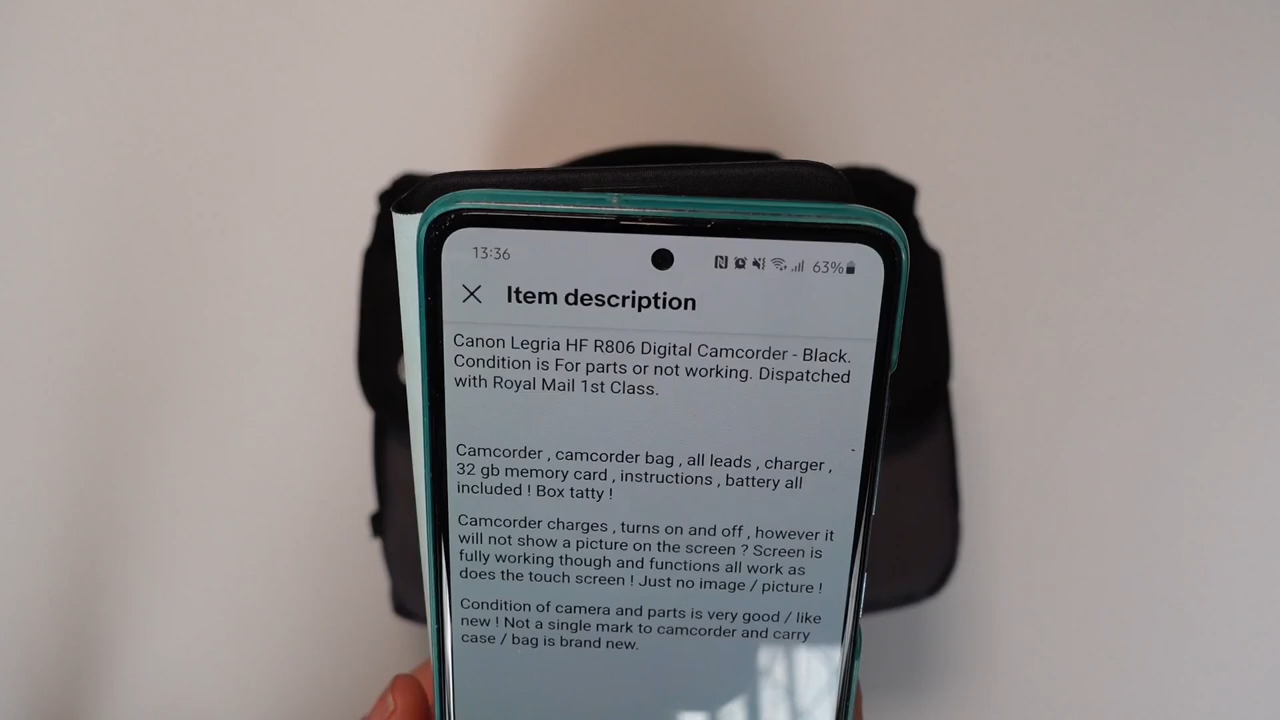 13:36
63%
Item description
Canon Legria HF R806 Digital Camcorder - Black.
Condition is For parts or not working. Dispatched
with Royal Mail 1st Class.
Camcorder , camcorder bag , all leads , charger ,
32 gb memory card , instructions , battery all
included ! Box tatty !
Camcorder charges , turns on and off , however it
will not show a picture on the screen ? Screen is
fully working though and functions all work as
does the touch screen ! Just no image / picture !
Condition of camera and parts is very good / like
new ! Not a single mark to camcorder and carry
case / bag is brand new.